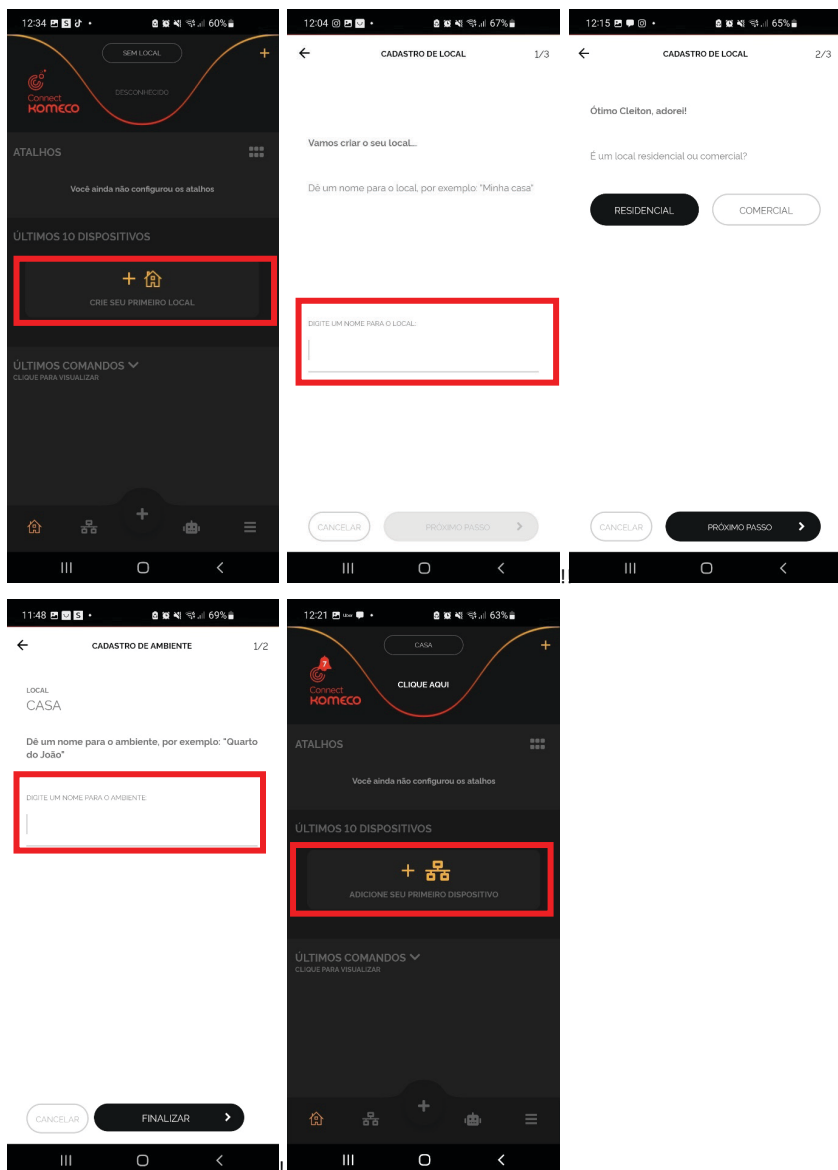 12:34 60%
SEM LOCAL
DESCONHECIDO
Connect
KOMECO
ATALHOS
Você ainda não configurou os atalhos
ÚLTIMOS 10 DISPOSITIVOS
CRIE SEU PRIMEIRO LOCAL
ÚLTIMOS COMANDOS
CLIQUE PARA VISUALIZAR
12:04 67%
CADASTRO DE LOCAL 1/3
Vamos criar o seu local...
Dê um nome para o local, por exemplo: "Minha casa"
DIGITE UM NOME PARA O LOCAL:
CANCELAR PRÓXIMO PASSO
!
12:15 65%
CADASTRO DE LOCAL 2/3
Ótimo Cleiton, adorei!
É um local residencial ou comercial?
RESIDENCIAL COMERCIAL
CANCELAR PRÓXIMO PASSO
11:48 69%
CADASTRO DE AMBIENTE 1/2
LOCAL
CASA
Dê um nome para o ambiente, por exemplo: "Quarto
do João"
DIGITE UM NOME PARA O AMBIENTE:
CANCELAR FINALIZAR
!
12:21 63%
CASA
7
CLIQUE AQUI
Connect
KOMECO
ATALHOS
Você ainda não configurou os atalhos
ÚLTIMOS 10 DISPOSITIVOS
ADICIONE SEU PRIMEIRO DISPOSITIVO
ÚLTIMOS COMANDOS
CLIQUE PARA VISUALIZAR